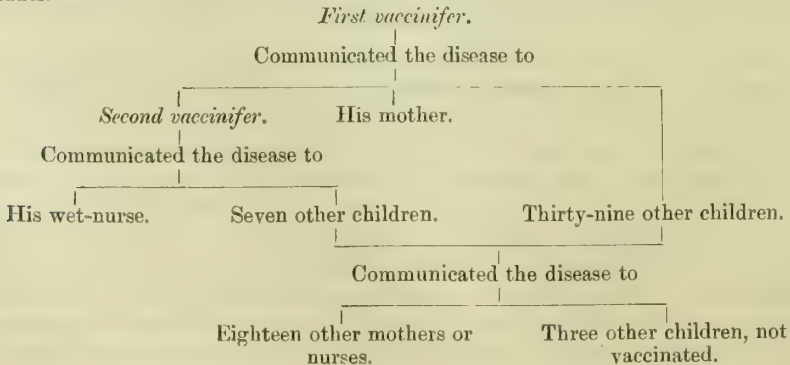 First vaccinifer.
Communicated the disease to
Second vaccinifer. His mother.
Communicated the disease to
His wet-nurse. Seven other children. Thirty-nine other children.
Communicated the disease to
Eighteen other mothers or Three other children, not
nurses. vaccinated.